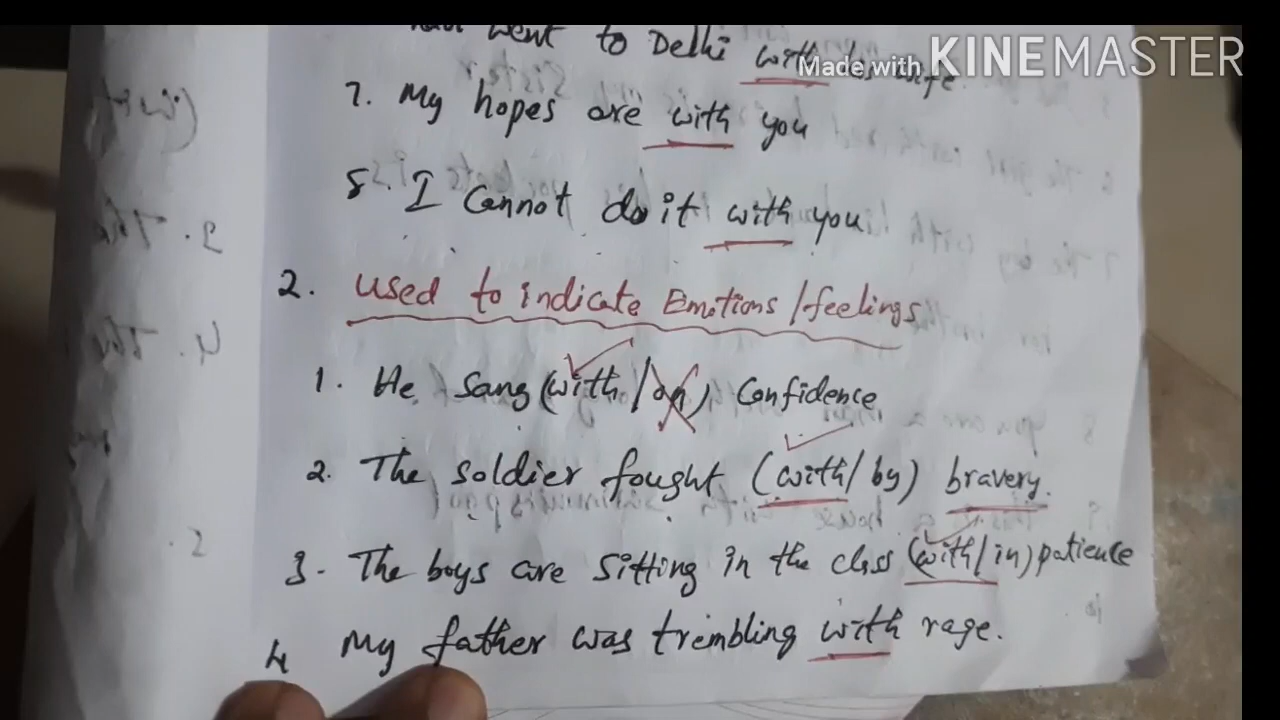 went to Delhi with
Made with KINEMASTER
7. My hopes are with you
8. I Cannot do it with you
2. Used to indicate Emotions/feelings
1. He Sang (with/on) Confidence
2. The soldier fought (with/by) bravery.
3. The boys are Sitting in the class (with/in) patience
4 My father was trembling with rage.